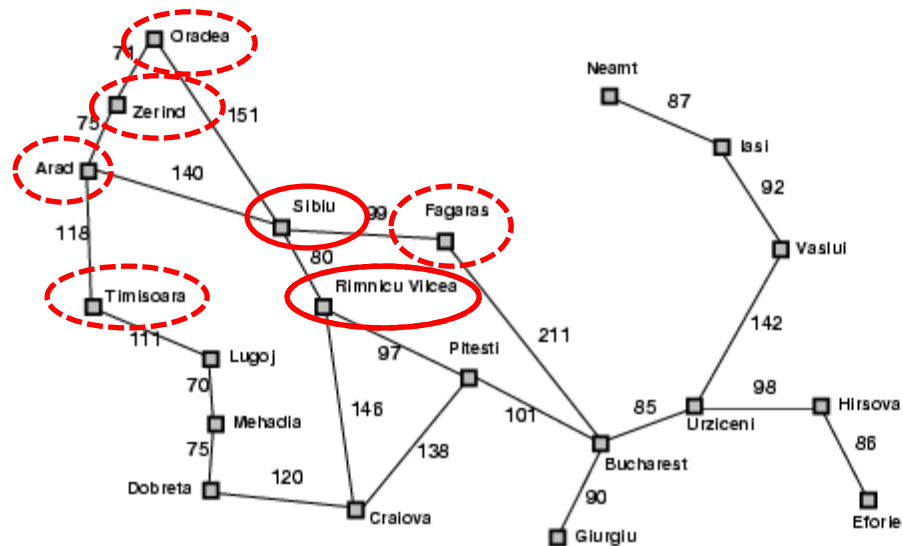 Oradea
71
Neamt
87
Zerind
151
75
Iasi
Arad
140
92
Sibiu
99
Fagaras
118
Vaslui
80
Timisoara
Rimnicu Vilcea
142
211
111
Lugoj
97
Pitesti
70
98
Hirsova
146
101
85
Urziceni
Mehadia
86
75
138
Bucharest
120
90
Dobreta
Craiova
Eforie
Giurgiu